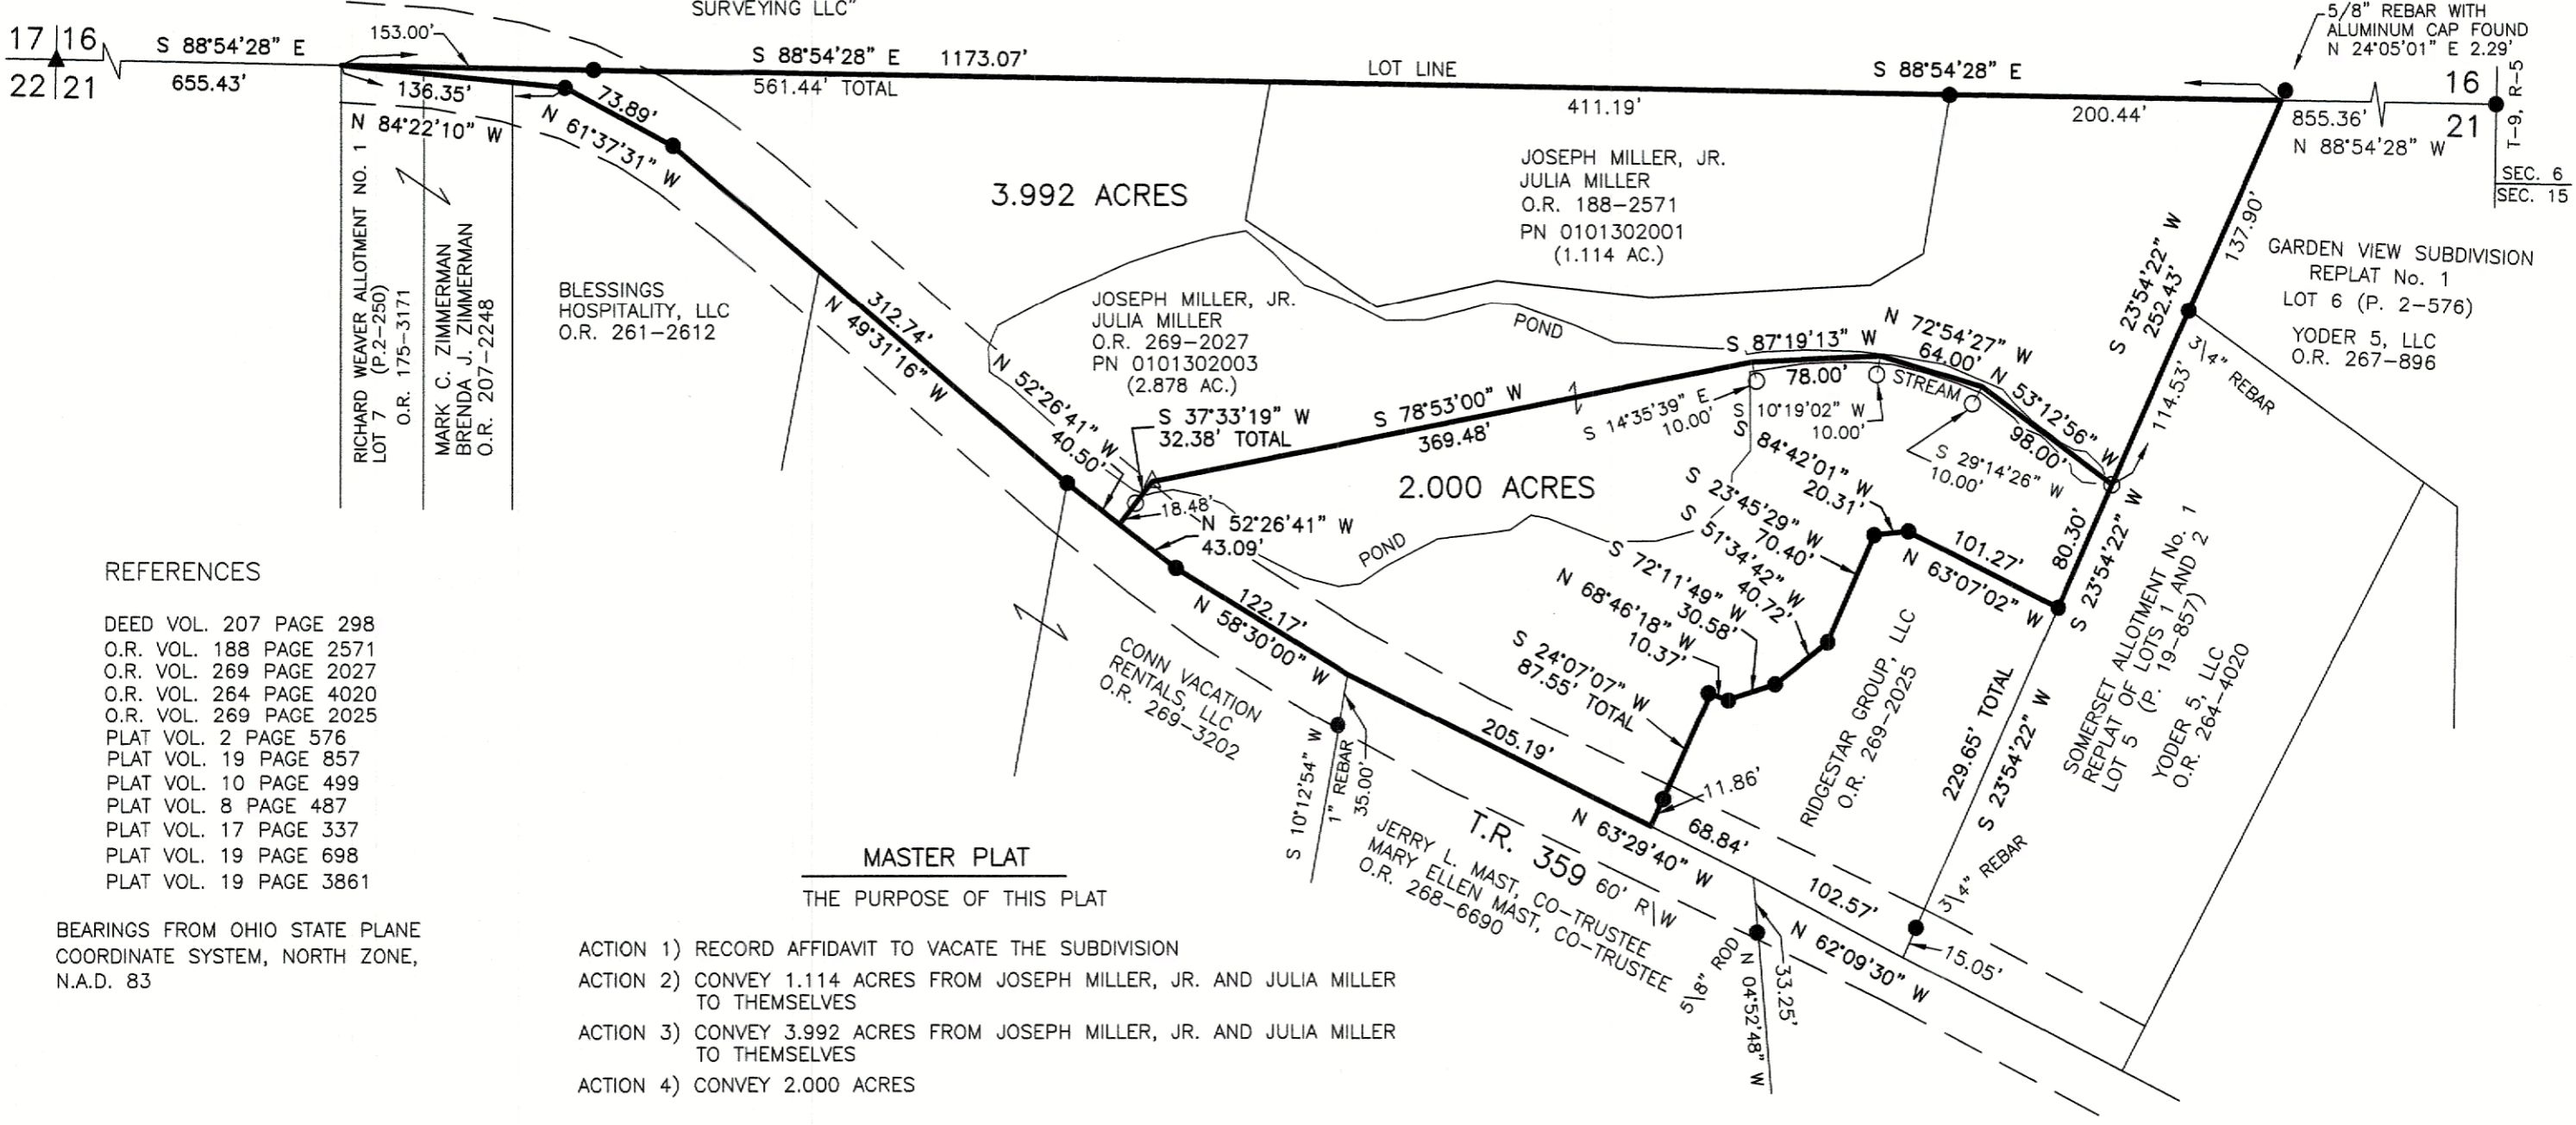 SURVEYING LLC"
17 16
22 21
S 88°54'28" E
655.43'
153.00'
S 88°54'28" E 1173.07'
561.44' TOTAL
LOT LINE
411.19'
S 88°54'28" E
200.44'
5/8" REBAR WITH
ALUMINUM CAP FOUND
N 24°05'01" E 2.29'
16
21
855.36'
N 88°54'28" W
T-9, R-5
SEC. 6
SEC. 15
136.35'
N 84°22'10" W
73.89'
N 61°37'31" W
RICHARD WEAVER ALLOTMENT NO. 1
LOT 7 (P.2-250)
O.R. 175-3171
MARK C. ZIMMERMAN
BRENDA J. ZIMMERMAN
O.R. 207-2248
BLESSINGS
HOSPITALITY, LLC
O.R. 261-2612
3.992 ACRES
JOSEPH MILLER, JR.
JULIA MILLER
O.R. 188-2571
PN 0101302001
(1.114 AC.)
137.90'
S 23°54'22" W
252.43'
GARDEN VIEW SUBDIVISION
REPLAT No. 1
LOT 6 (P. 2-576)
YODER 5, LLC
O.R. 267-896
312.74'
N 49°31'16" W
JOSEPH MILLER, JR.
JULIA MILLER
O.R. 269-2027
PN 0101302003
(2.878 AC.)
POND
S 87°19'13" W
78.00'
N 72°54'27" W
64.00'
STREAM
N 53°12'56" W
98.00'
114.53'
3\4" REBAR
N 52°26'41" W
40.50'
S 37°33'19" W
32.38' TOTAL
S 78°53'00" W
369.48'
S 14°35'39" E
10.00'
S 10°19'02" W
10.00'
S 29°14'26" W
10.00'
18.48'
N 52°26'41" W
43.09'
2.000 ACRES
POND
S 84°42'01" W
20.31'
S 23°45'29" W
70.40'
S 51°34'42" W
40.72'
S 72°11'49" W
30.58'
N 68°46'18" W
10.37'
S 24°07'07" W
87.55' TOTAL
101.27'
N 63°07'02" W
80.30'
S 23°54'22" W
SOMERSET ALLOTMENT No. 1
REPLAT OF LOTS 1 AND 2
LOT 5 (P. 19-857)
YODER 5, LLC
O.R. 264-4020
RIDGESTAR GROUP, LLC
O.R. 269-2025
229.65' TOTAL
S 23°54'22" W
3\4" REBAR
122.17'
N 58°30'00" W
CONN VACATION
RENTALS, LLC
O.R. 269-3202
205.19'
N 63°29'40" W
11.86'
68.84'
S 10°12'54" W
1" REBAR
35.00'
T.R. 359 60' R\W
JERRY L. MAST, CO-TRUSTEE
MARY ELLEN MAST, CO-TRUSTEE
O.R. 268-6690
102.57'
N 62°09'30" W
15.05'
5\8" ROD
N 04°52'48" W
33.25'
REFERENCES
DEED VOL. 207 PAGE 298
O.R. VOL. 188 PAGE 2571
O.R. VOL. 269 PAGE 2027
O.R. VOL. 264 PAGE 4020
O.R. VOL. 269 PAGE 2025
PLAT VOL. 2 PAGE 576
PLAT VOL. 19 PAGE 857
PLAT VOL. 10 PAGE 499
PLAT VOL. 8 PAGE 487
PLAT VOL. 17 PAGE 337
PLAT VOL. 19 PAGE 698
PLAT VOL. 19 PAGE 3861
BEARINGS FROM OHIO STATE PLANE
COORDINATE SYSTEM, NORTH ZONE,
N.A.D. 83
MASTER PLAT
THE PURPOSE OF THIS PLAT
ACTION 1) RECORD AFFIDAVIT TO VACATE THE SUBDIVISION
ACTION 2) CONVEY 1.114 ACRES FROM JOSEPH MILLER, JR. AND JULIA MILLER
TO THEMSELVES
ACTION 3) CONVEY 3.992 ACRES FROM JOSEPH MILLER, JR. AND JULIA MILLER
TO THEMSELVES
ACTION 4) CONVEY 2.000 ACRES